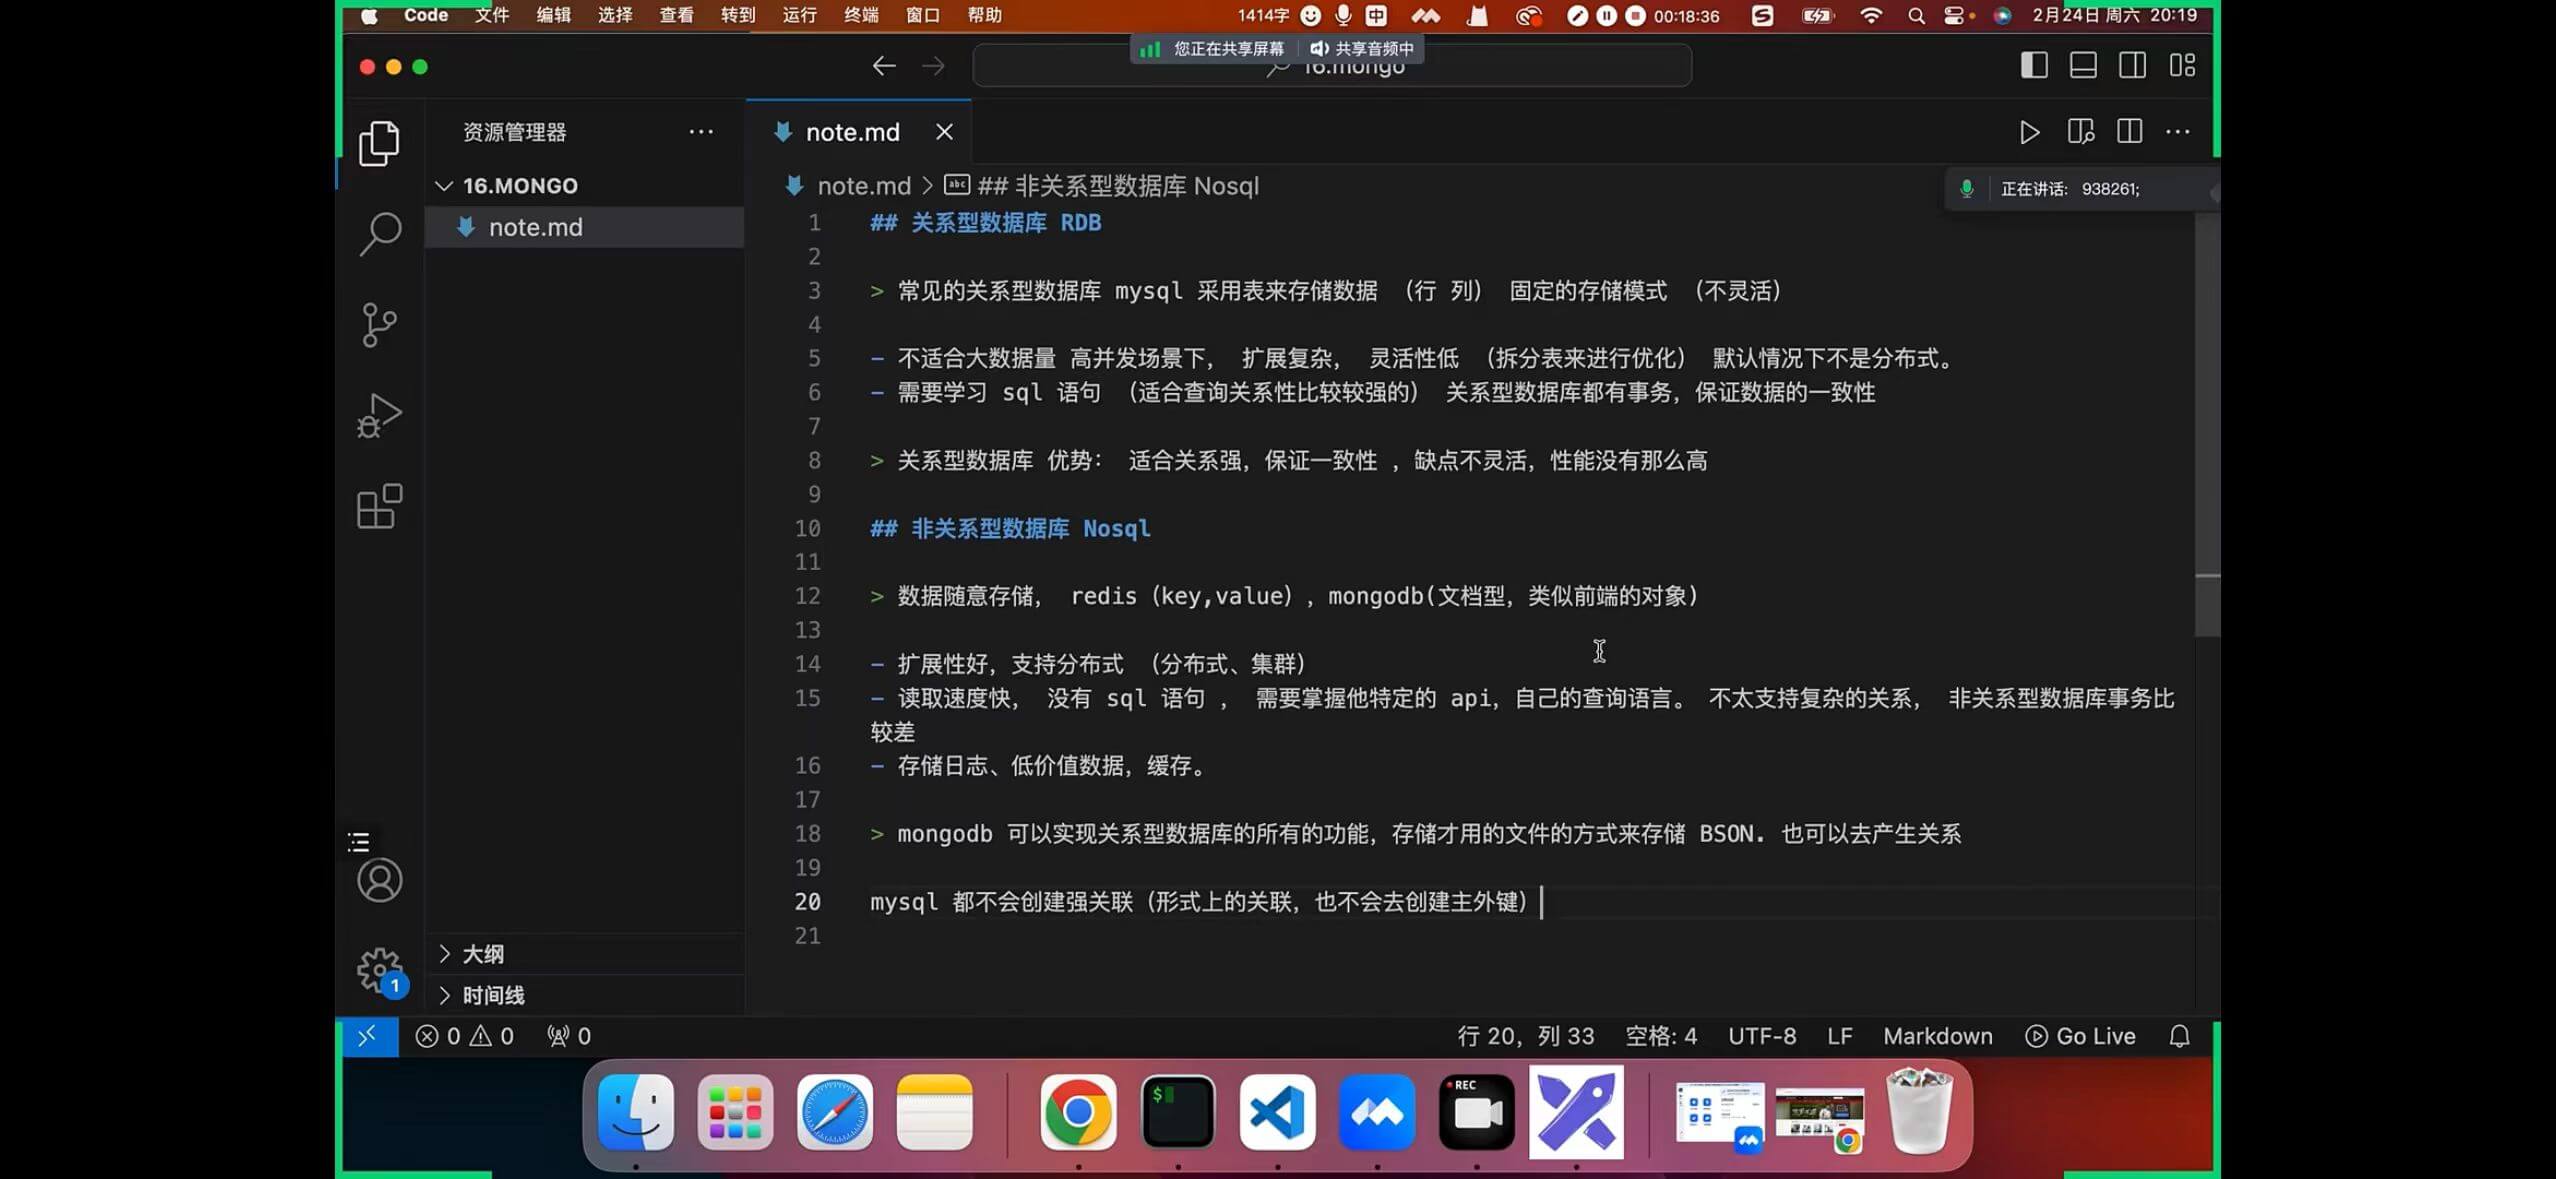 Code 文件 编辑 选择 查看 转到 运行 终端 窗口 帮助 1414字 中 00:18:36 2月24日 周六 20:19
您正在共享屏幕 共享音频中
16.mongo
资源管理器 ··· note.md
16.MONGO
note.md
note.md > abc ## 非关系型数据库 Nosql
正在讲话: 938261;
1 ## 关系型数据库 RDB
2
3 > 常见的关系型数据库 mysql 采用表来存储数据 （行 列） 固定的存储模式 （不灵活）
4
5 - 不适合大数据量 高并发场景下， 扩展复杂， 灵活性低 （拆分表来进行优化） 默认情况下不是分布式。
6 - 需要学习 sql 语句 （适合查询关系性比较较强的） 关系型数据库都有事务，保证数据的一致性
7
8 > 关系型数据库 优势： 适合关系强，保证一致性 ，缺点不灵活，性能没有那么高
9
10 ## 非关系型数据库 Nosql
11
12 > 数据随意存储， redis（key,value）, mongodb(文档型，类似前端的对象)
13
14 - 扩展性好，支持分布式 （分布式、集群）
15 - 读取速度快， 没有 sql 语句 ， 需要掌握他特定的 api，自己的查询语言。 不太支持复杂的关系， 非关系型数据库事务比
较差
16 - 存储日志、低价值数据，缓存。
17
18 > mongodb 可以实现关系型数据库的所有的功能，存储才用的文件的方式来存储 BSON. 也可以去产生关系
19
20 mysql 都不会创建强关联（形式上的关联，也不会去创建主外键）
21
大纲
时间线
1
0 0 0 行 20，列 33 空格: 4 UTF-8 LF Markdown Go Live
$ REC